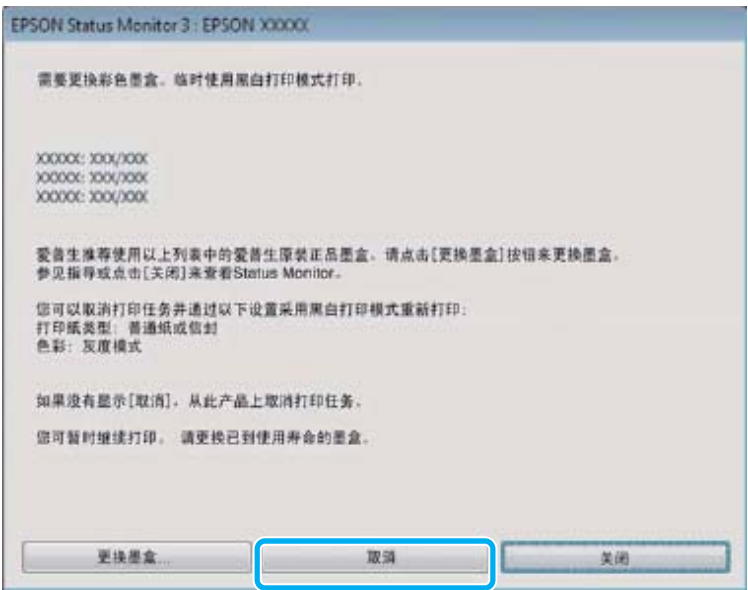 EPSON Status Monitor 3 : EPSON XXXXX
需要更换彩色墨盒。临时使用黑白打印模式打印。
XXXXX: XXX/XXX
XXXXX: XXX/XXX
XXXXX: XXX/XXX
爱普生推荐使用以上列表中的爱普生原装正品墨盒。请点击[更换墨盒]按钮来更换墨盒。
参见指导或点击[关闭]来查看Status Monitor。
您可以取消打印任务并通过以下设置采用黑白打印模式重新打印:
打印纸类型: 普通纸或信封
色彩: 灰度模式
如果没有显示[取消]，从此产品上取消打印任务。
您可暂时继续打印。 请更换已到使用寿命的墨盒。
更换墨盒...
取消
关闭